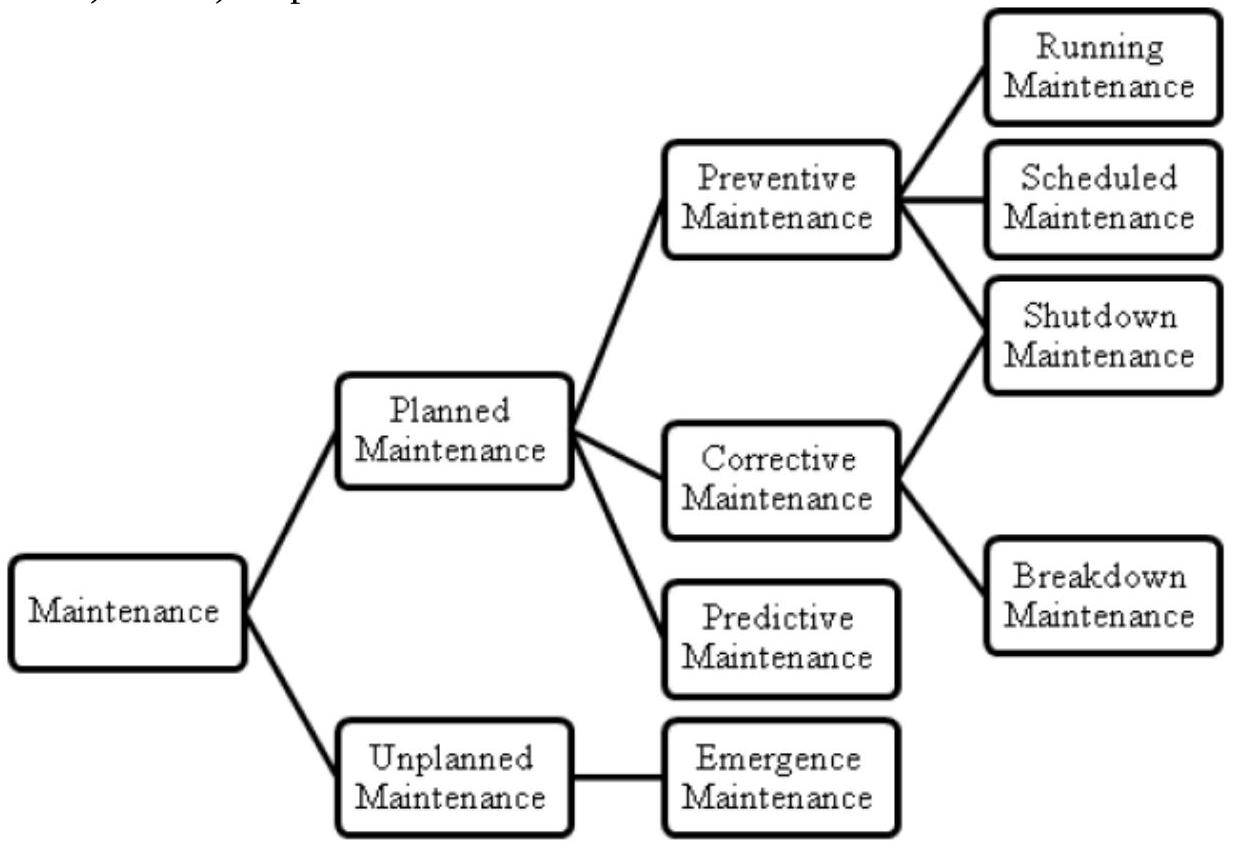 Running
Maintenance
Preventive
Maintenance
Scheduled
Maintenance
Shutdown
Maintenance
Planned
Maintenance
Corrective
Maintenance
Breakdown
Maintenance
Maintenance
Predictive
Maintenance
Unplanned
Maintenance
Emergence
Maintenance